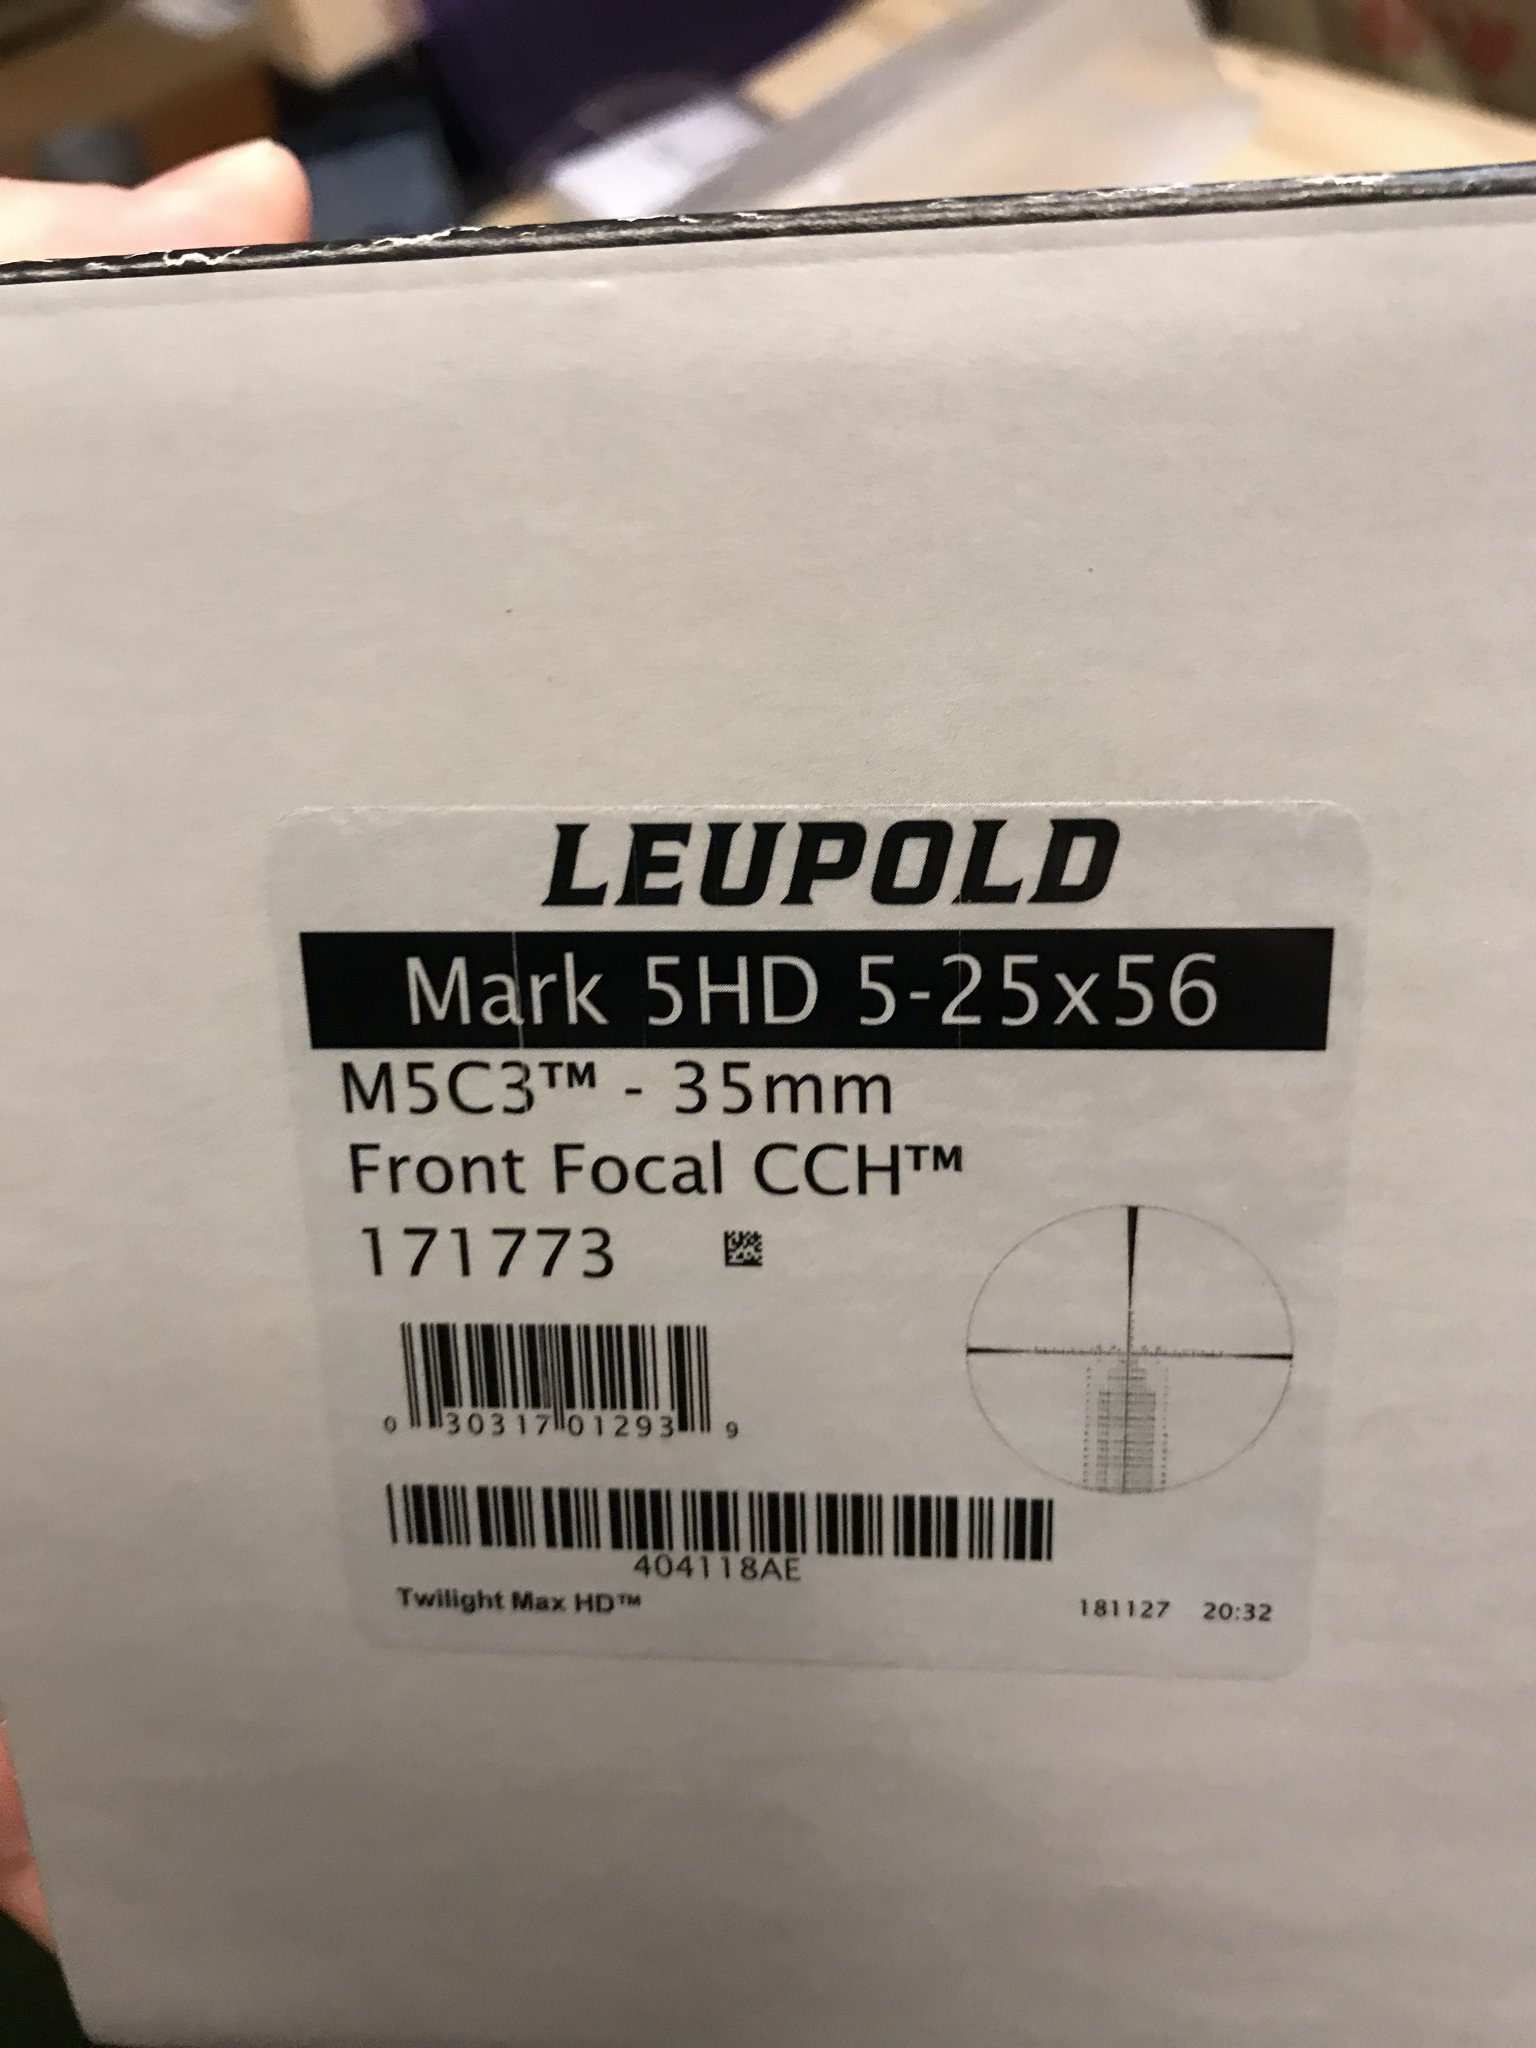 LEUPOLD
Mark 5HD 5-25x56
M5C3™ - 35mm
Front Focal CCH™
171773
0 30317 01293 9
404118AE
Twilight Max HD™
181127 20:32